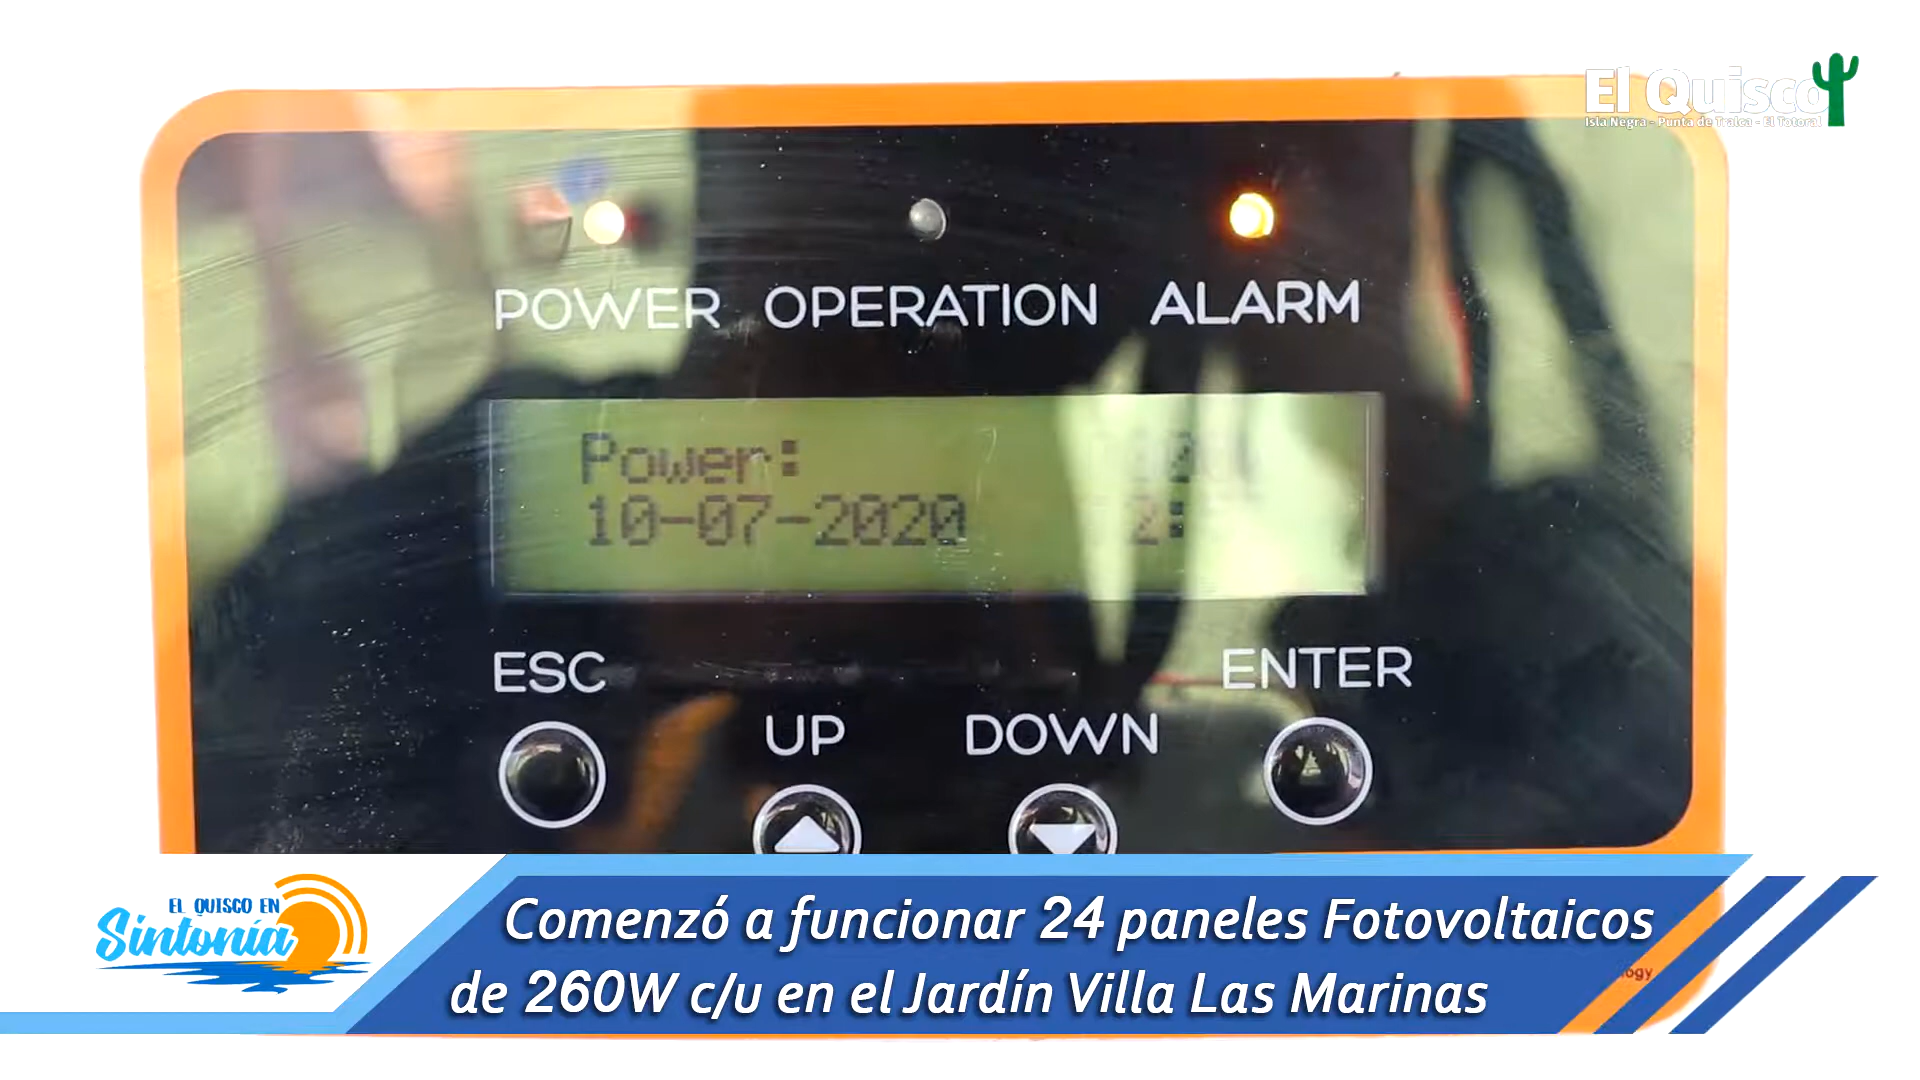 El Quisco
Isla Negra - Punta de Tralca - El Totoral
POWER OPERATION ALARM
Power:
10-07-2020
ESC
ENTER
UP
DOWN
EL QUISCO EN
Sintonía
Comenzó a funcionar 24 paneles Fotovoltaicos
de 260W c/u en el Jardín Villa Las Marinas